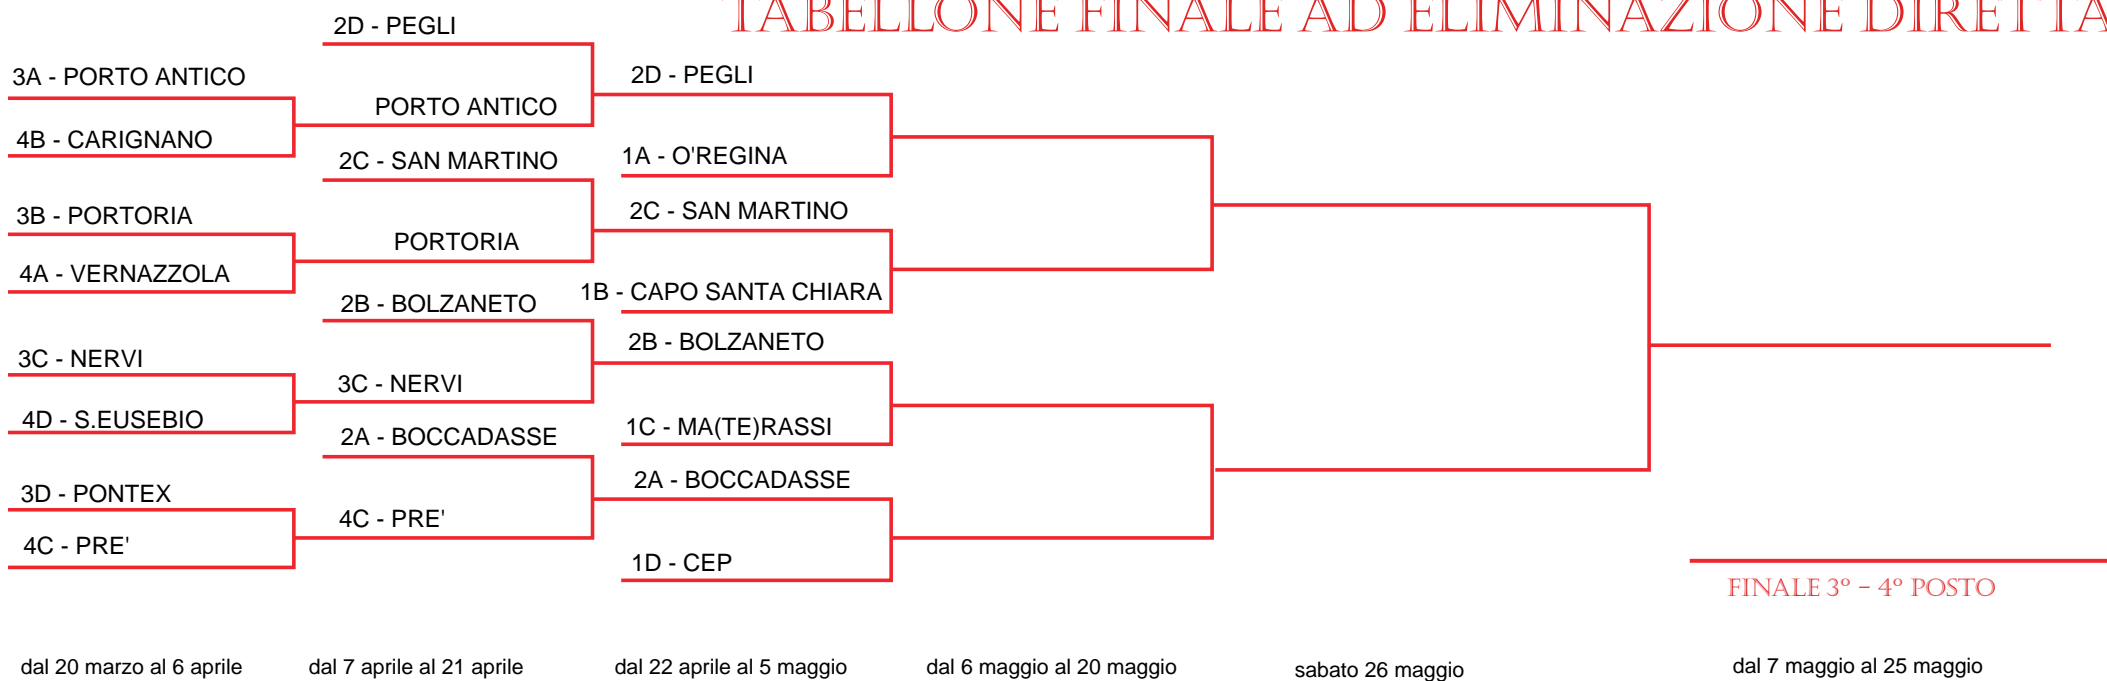 TABELLONE FINALE AD ELIMINAZIONE DIRETTA
3A - PORTO ANTICO
4B - CARIGNANO
3B - PORTORIA
4A - VERNAZZOLA
3C - NERVI
4D - S.EUSEBIO
3D - PONTEX
4C - PRE'
2D - PEGLI
PORTO ANTICO
2C - SAN MARTINO
PORTORIA
2B - BOLZANETO
3C - NERVI
2A - BOCCADASSE
4C - PRE'
2D - PEGLI
1A - O'REGINA
2C - SAN MARTINO
1B - CAPO SANTA CHIARA
2B - BOLZANETO
1C - MA(TE)RASSI
2A - BOCCADASSE
1D - CEP
FINALE 3° - 4° POSTO
dal 20 marzo al 6 aprile
dal 7 aprile al 21 aprile
dal 22 aprile al 5 maggio
dal 6 maggio al 20 maggio
sabato 26 maggio
dal 7 maggio al 25 maggio